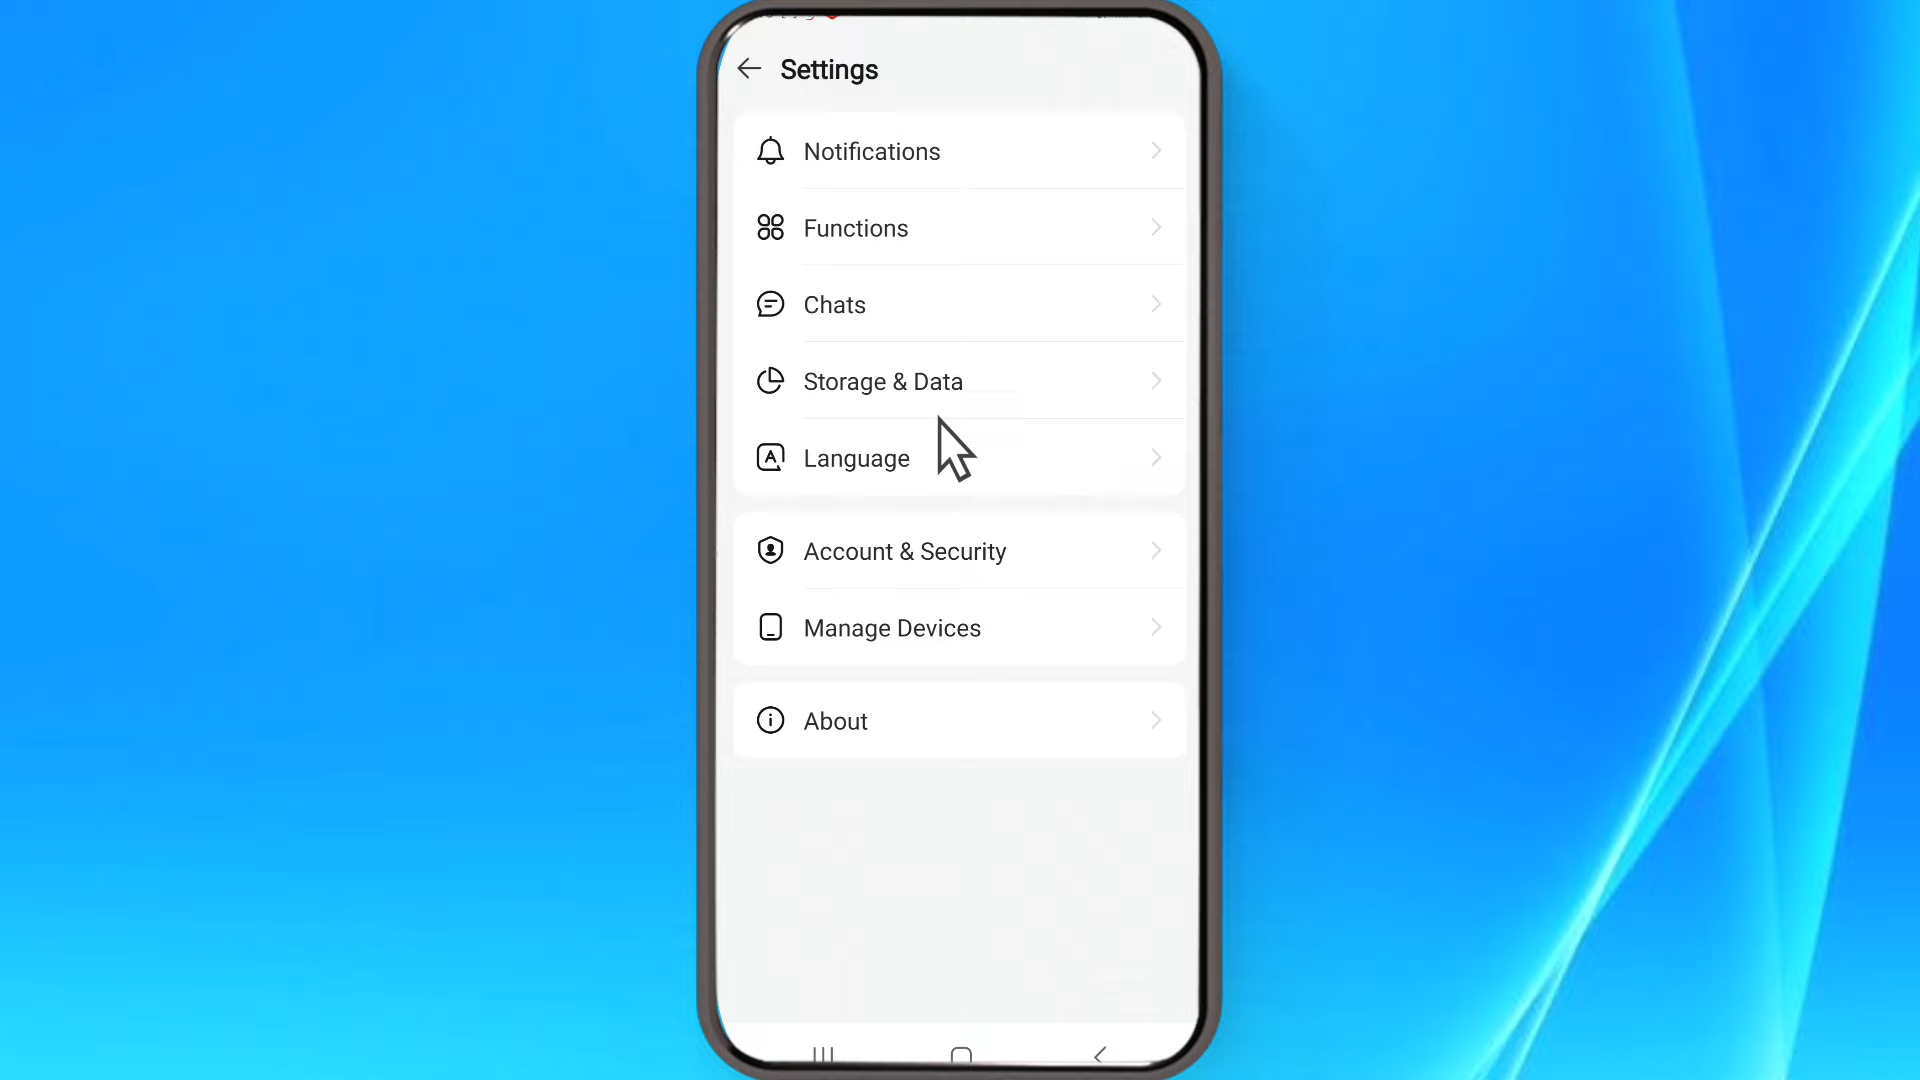 Settings
Notifications
Functions
Chats
Storage & Data
Language
Account & Security
Manage Devices
About